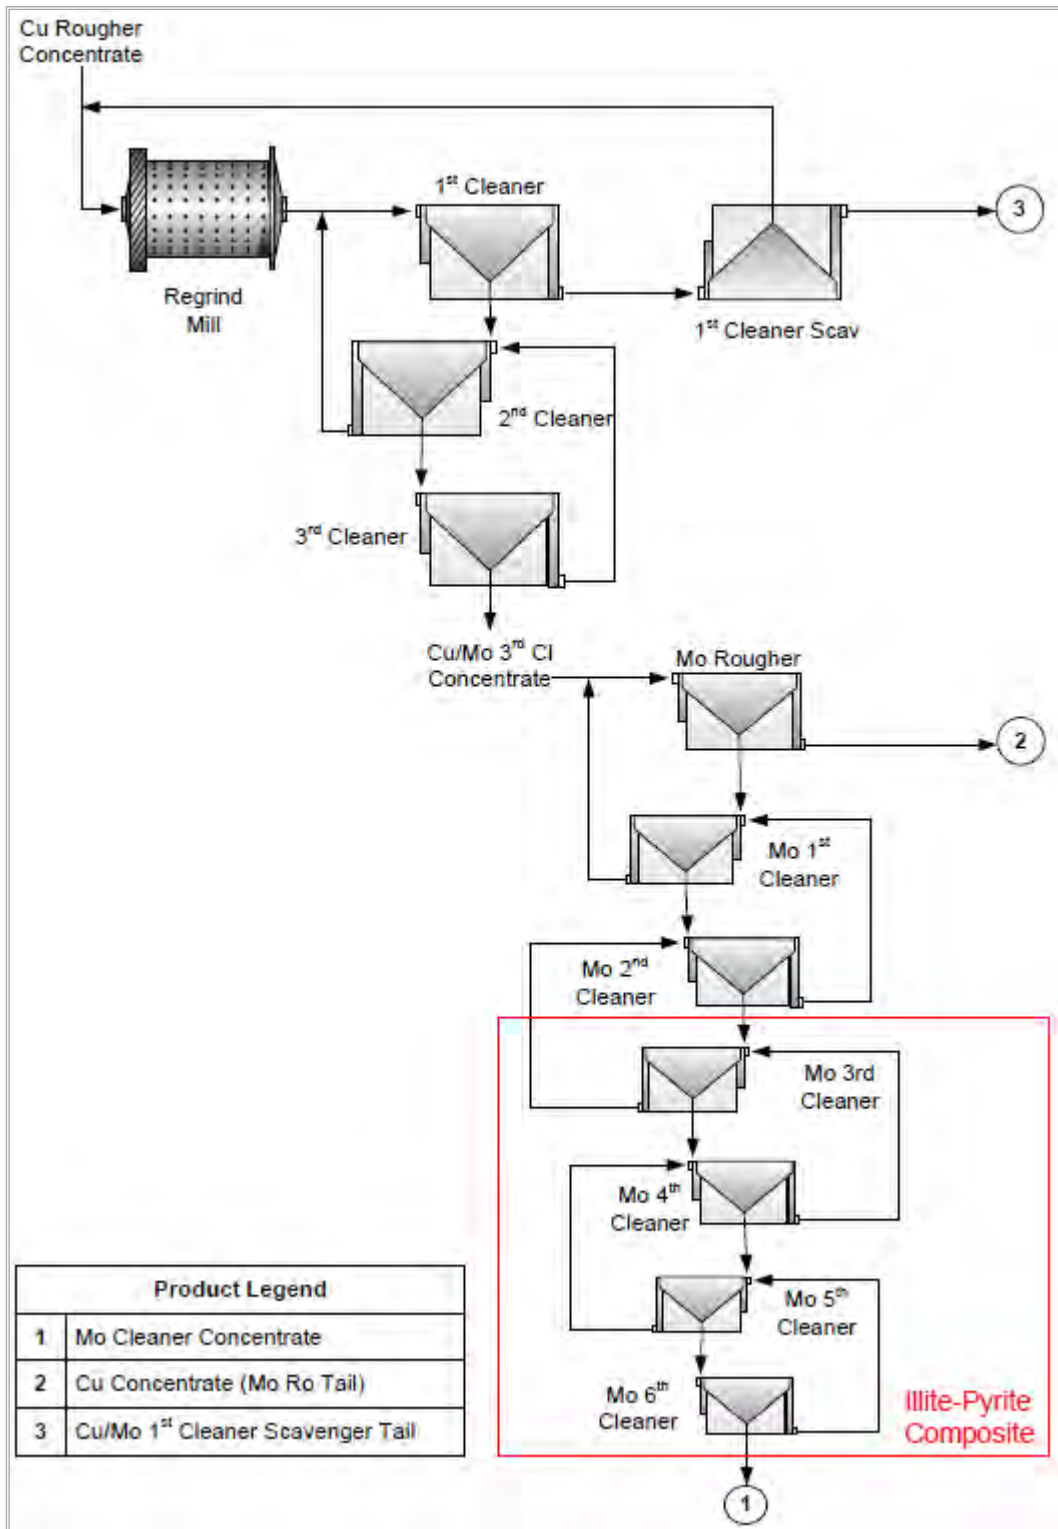 Cu Rougher
Concentrate
1st Cleaner
3
Regrind
Mill
1st Cleaner Scav
2nd Cleaner
3rd Cleaner
Cu/Mo 3rd Cl
Concentrate
Mo Rougher
2
Mo 1st
Cleaner
Mo 2nd
Cleaner
Mo 3rd
Cleaner
Mo 4th
Cleaner
Mo 5th
Cleaner
Mo 6th
Cleaner
Illite-Pyrite
Composite
1
Product Legend
1 Mo Cleaner Concentrate
2 Cu Concentrate (Mo Ro Tail)
3 Cu/Mo 1st Cleaner Scavenger Tail